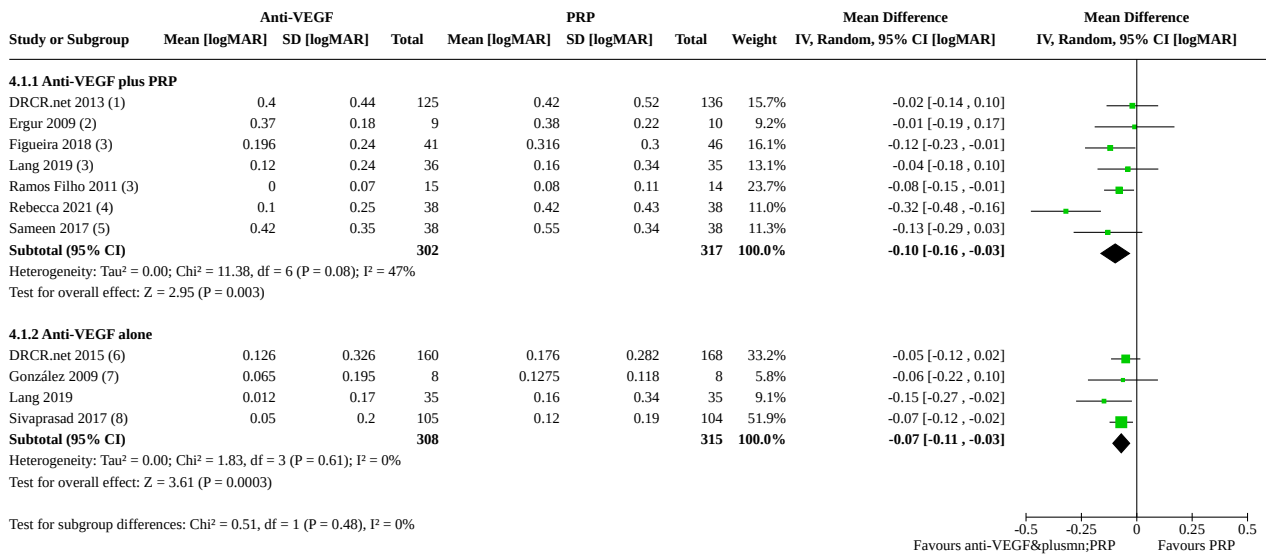 Anti-VEGF PRP Mean Difference Mean Difference
Study or Subgroup Mean [logMAR] SD [logMAR] Total Mean [logMAR] SD [logMAR] Total Weight IV, Random, 95% CI [logMAR] IV, Random, 95% CI [logMAR]
4.1.1 Anti-VEGF plus PRP
DRCR.net 2013 (1) 0.4 0.44 125 0.42 0.52 136 15.7% -0.02 [-0.14 , 0.10]
Ergur 2009 (2) 0.37 0.18 9 0.38 0.22 10 9.2% -0.01 [-0.19 , 0.17]
Figueira 2018 (3) 0.196 0.24 41 0.316 0.3 46 16.1% -0.12 [-0.23 , -0.01]
Lang 2019 (3) 0.12 0.24 36 0.16 0.34 35 13.1% -0.04 [-0.18 , 0.10]
Ramos Filho 2011 (3) 0 0.07 15 0.08 0.11 14 23.7% -0.08 [-0.15 , -0.01]
Rebecca 2021 (4) 0.1 0.25 38 0.42 0.43 38 11.0% -0.32 [-0.48 , -0.16]
Sameen 2017 (5) 0.42 0.35 38 0.55 0.34 38 11.3% -0.13 [-0.29 , 0.03]
Subtotal (95% CI) 302 317 100.0% -0.10 [-0.16 , -0.03]
Heterogeneity: Tau² = 0.00; Chi² = 11.38, df = 6 (P = 0.08); I² = 47%
Test for overall effect: Z = 2.95 (P = 0.003)
4.1.2 Anti-VEGF alone
DRCR.net 2015 (6) 0.126 0.326 160 0.176 0.282 168 33.2% -0.05 [-0.12 , 0.02]
González 2009 (7) 0.065 0.195 8 0.1275 0.118 8 5.8% -0.06 [-0.22 , 0.10]
Lang 2019 0.012 0.17 35 0.16 0.34 35 9.1% -0.15 [-0.27 , -0.02]
Sivaprasad 2017 (8) 0.05 0.2 105 0.12 0.19 104 51.9% -0.07 [-0.12 , -0.02]
Subtotal (95% CI) 308 315 100.0% -0.07 [-0.11 , -0.03]
Heterogeneity: Tau² = 0.00; Chi² = 1.83, df = 3 (P = 0.61); I² = 0%
Test for overall effect: Z = 3.61 (P = 0.0003)
Test for subgroup differences: Chi² = 0.51, df = 1 (P = 0.48), I² = 0%
-0.5 -0.25 0 0.25 0.5
Favours anti-VEGF&plusmn;PRP Favours PRP